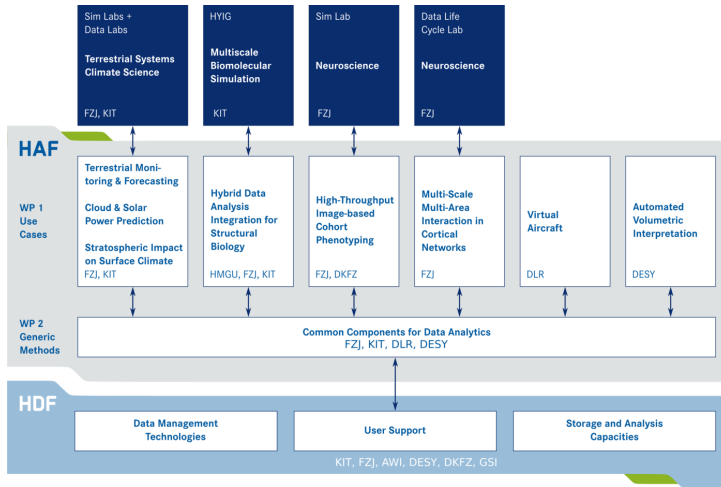 Sim Labs +
Data Labs
Terrestrial Systems
Climate Science
FZJ, KIT
HYIG
Multiscale
Biomolecular
Simulation
KIT
Sim Lab
Neuroscience
FZJ
Data Life
Cycle Lab
Neuroscience
FZJ
HAF
WP 1
Use
Cases
Terrestrial Moni-
toring & Forecasting
Cloud & Solar
Power Prediction
Stratospheric Impact
on Surface Climate
FZJ, KIT
Hybrid Data
Analysis
Integration for
Structural
Biology
HMGU, FZJ, KIT
High-Throughput
Image-based
Cohort
Phenotyping
FZJ, DKFZ
Multi-Scale
Multi-Area
Interaction in
Cortical
Networks
FZJ
Virtual
Aircraft
DLR
Automated
Volumetric
Interpretation
DESY
WP 2
Generic
Methods
Common Components for Data Analytics
FZJ, KIT, DLR, DESY
HDF
Data Management
Technologies
User Support
Storage and Analysis
Capacities
KIT, FZJ, AWI, DESY, DKFZ, GSI